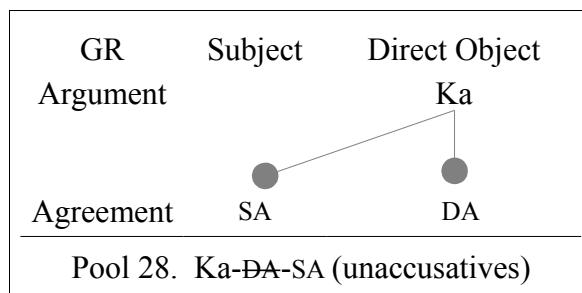 GR Subject Direct Object
Argument Ka
Agreement SA DA
Pool 28. Ka-DA-SA (unaccusatives)